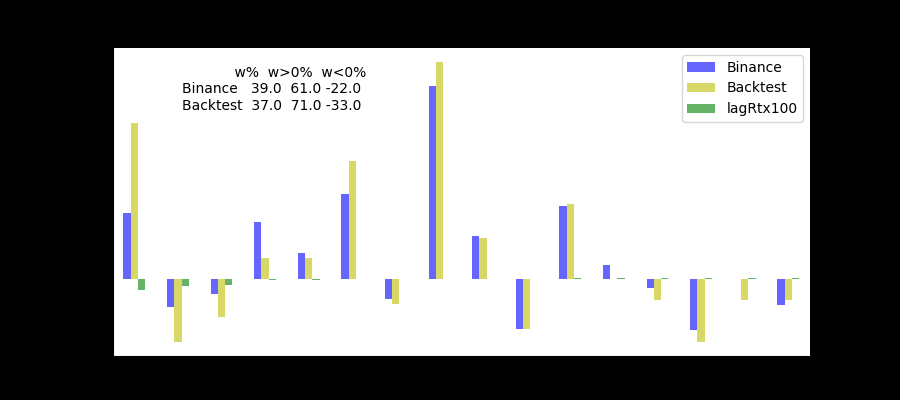 w% w>0% w<0%
Binance 39.0 61.0 -22.0
Backtest 37.0 71.0 -33.0
Binance
Backtest
lagRtx100